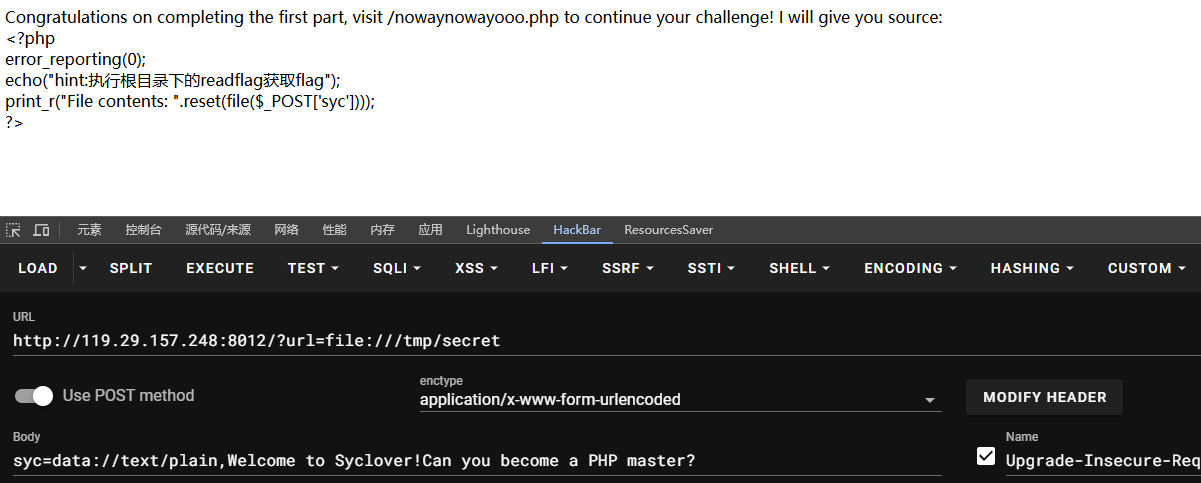 Congratulations on completing the first part, visit /nowaynowayooo.php to continue your challenge! I will give you source:
<?php
error_reporting(0);
echo("hint:执行根目录下的readflag获取flag");
print_r("File contents: ".reset(file($_POST['syc'])));
?>
元素 控制台 源代码/来源 网络 性能 内存 应用 Lighthouse HackBar ResourcesSaver
LOAD SPLIT EXECUTE TEST SQLI XSS LFI SSRF SSTI SHELL ENCODING HASHING CUSTOM
URL
http://119.29.157.248:8012/?url=file:///tmp/secret
Use POST method
enctype
application/x-www-form-urlencoded
MODIFY HEADER
Body
syc=data://text/plain,Welcome to Syclover!Can you become a PHP master?
Name
Upgrade-Insecure-Req